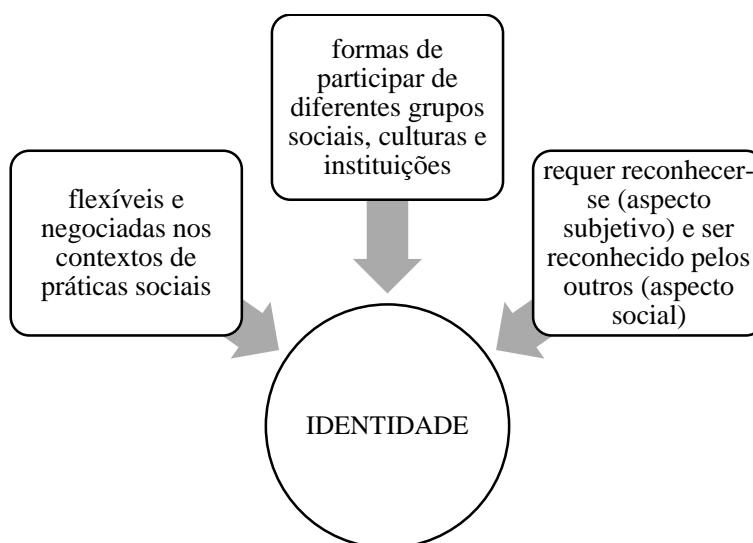 flexíveis e
negociadas nos
contextos de
práticas sociais
formas de
participar de
diferentes grupos
sociais, culturas e
instituições
requer reconhecer-
se (aspecto
subjetivo) e ser
reconhecido pelos
outros (aspecto
social)
IDENTIDADE